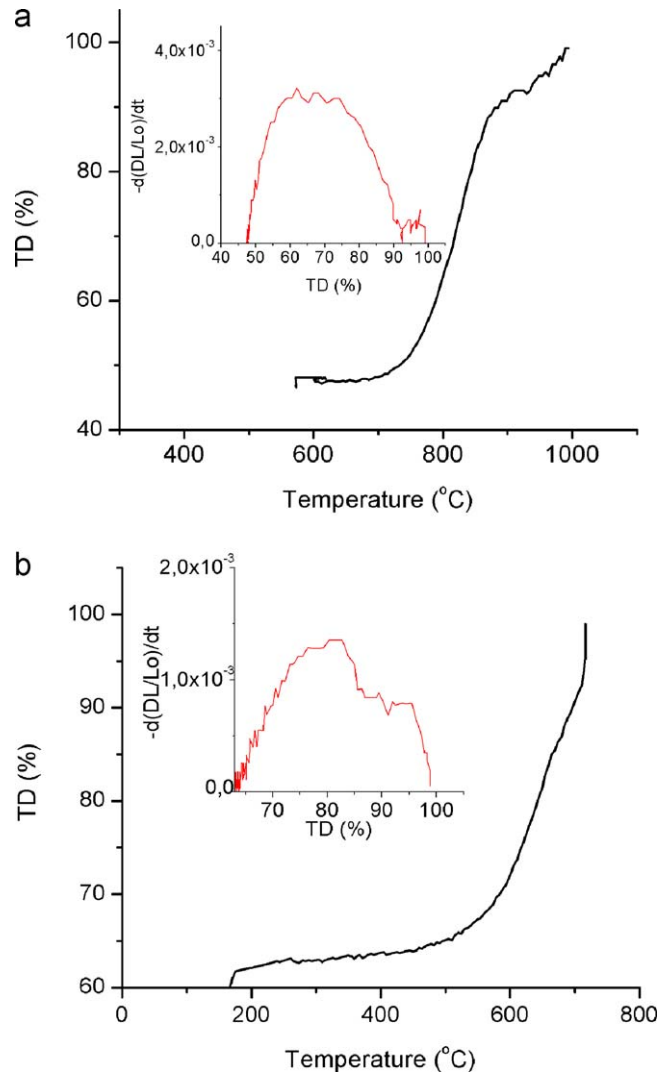 a
100
80
60
40
TD (%)
400
600
800
1000
Temperature (°C)
4,0x10-3
2,0x10-3
0,0
-d(DL/Lo)/dt
40 50 60 70 80 90 100
TD (%)
b
100
90
80
70
60
TD (%)
0
200
400
600
800
Temperature (°C)
2,0x10-3
1,0x10-3
0,0
-d(DL/Lo)/dt
70 80 90 100
TD (%)